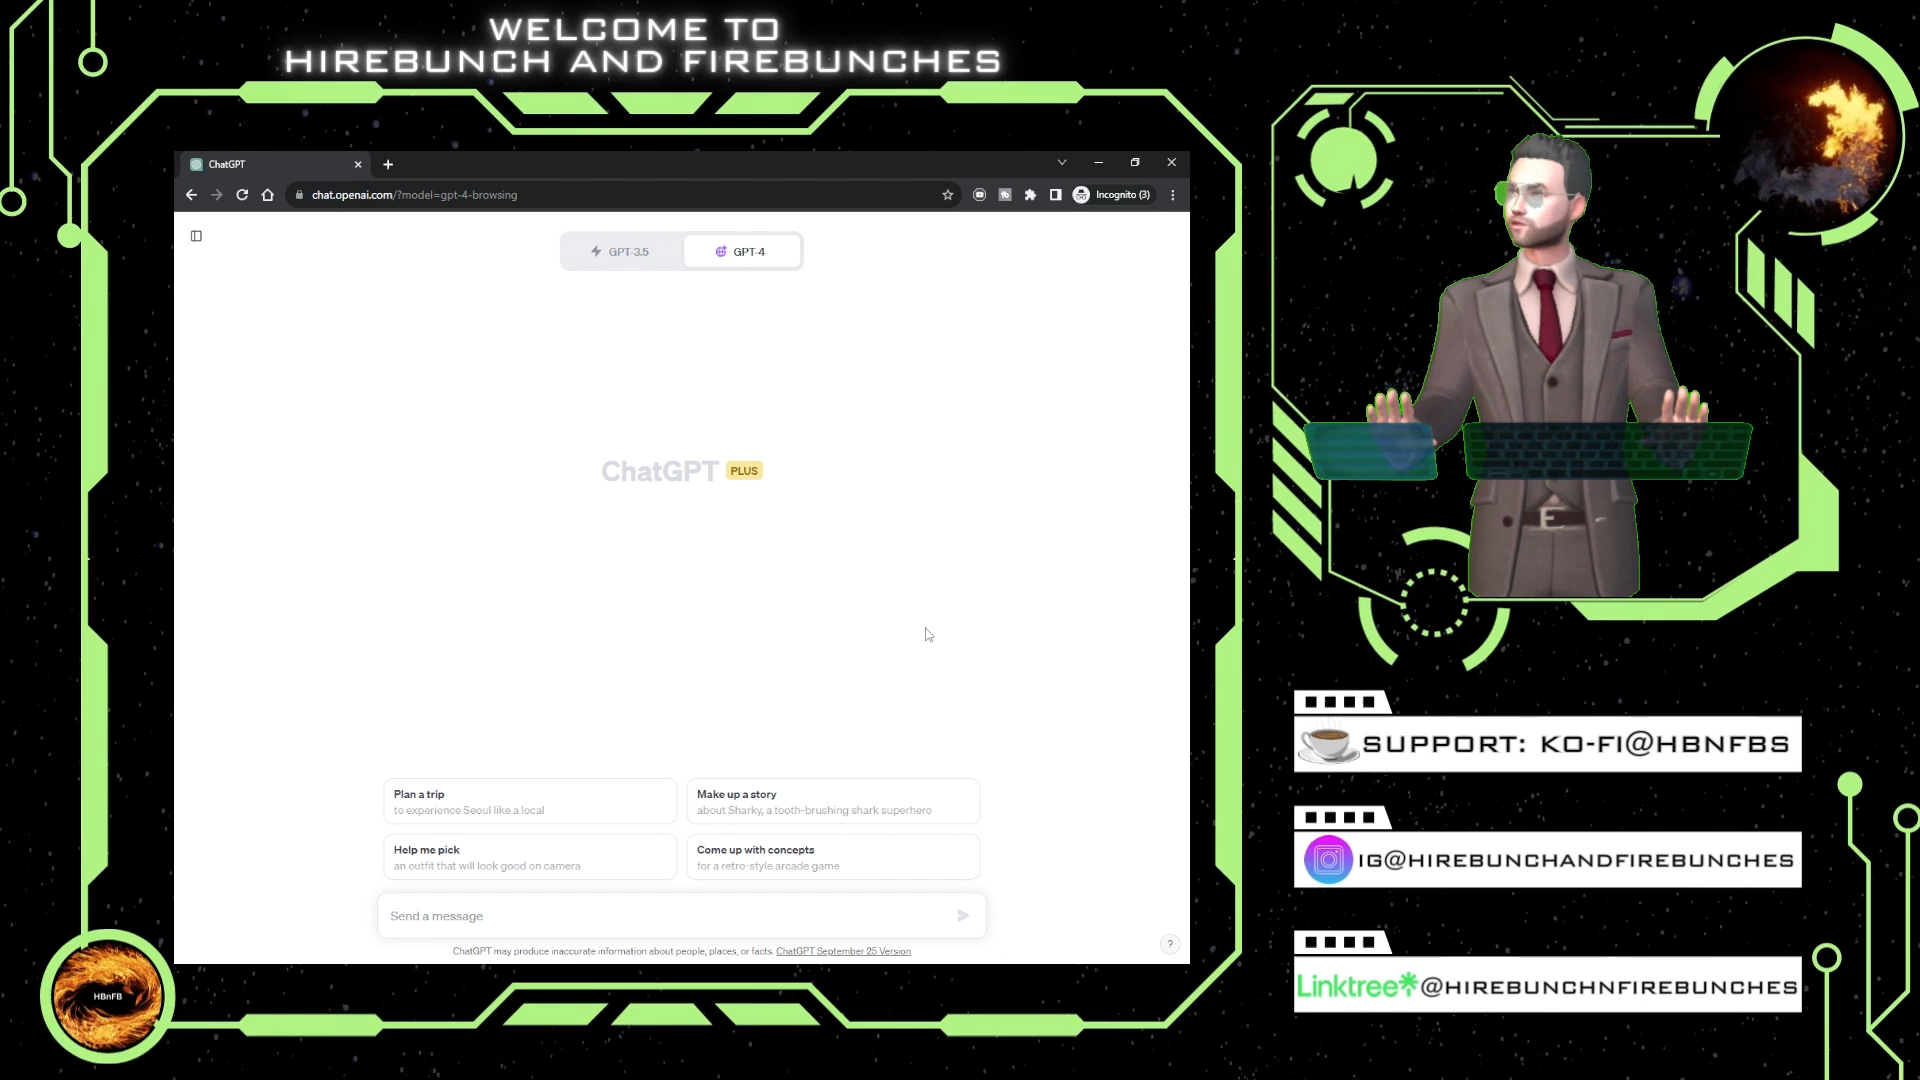 WELCOME TO
HIREBUNCH AND FIREBUNCHES
ChatGPT
chat.openai.com/?model=gpt-4-browsing
Incognito (3)
GPT-3.5
GPT-4
ChatGPT PLUS
Plan a trip
to experience Seoul like a local
Make up a story
about Sharky, a tooth-brushing shark superhero
Help me pick
an outfit that will look good on camera
Come up with concepts
for a retro-style arcade game
Send a message
ChatGPT may produce inaccurate information about people, places, or facts. ChatGPT September 25 Version
?
HBnFB
SUPPORT: KO-FI@HBNFBS
IG@HIREBUNCHANDFIREBUNCHES
Linktree*@HIREBUNCHNFIREBUNCHES